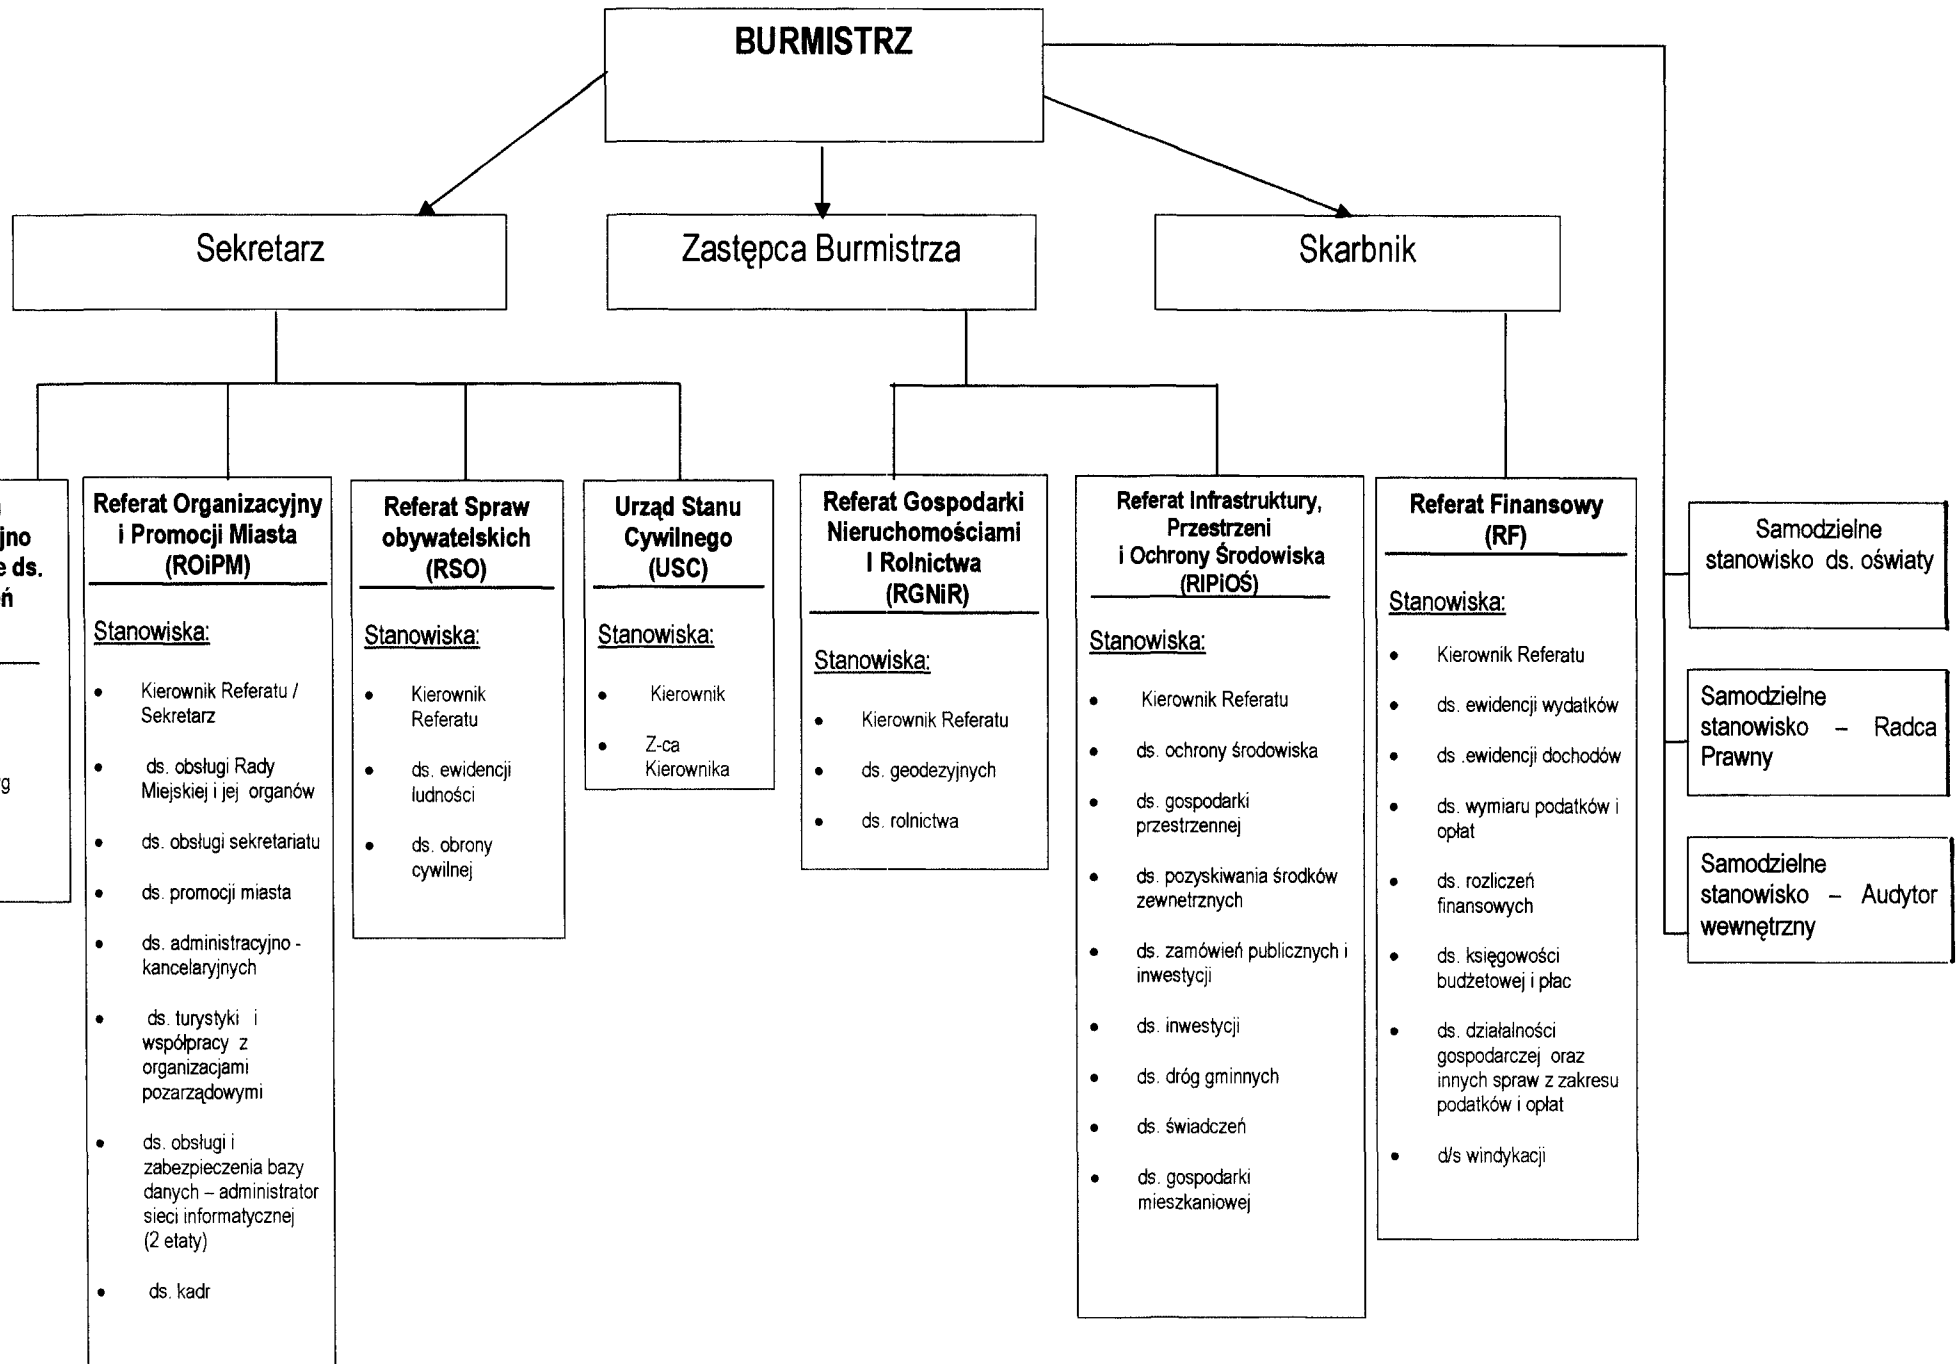 BURMISTRZ
Sekretarz
Zastępca Burmistrza
Skarbnik
jno
e ds.
ń
g
Referat Organizacyjny
i Promocji Miasta
(ROiPM)
Stanowiska:
• Kierownik Referatu /
Sekretarz
• ds. obsługi Rady
Miejskiej i jej organów
• ds. obsługi sekretariatu
• ds. promocji miasta
• ds. administracyjno -
kancelaryjnych
• ds. turystyki i
współpracy z
organizacjami
pozarządowymi
• ds. obsługi i
zabezpieczenia bazy
danych – administrator
sieci informatycznej
(2 etaty)
• ds. kadr
Referat Spraw
obywatelskich
(RSO)
Stanowiska:
• Kierownik
Referatu
• ds. ewidencji
ludności
• ds. obrony
cywilnej
Urząd Stanu
Cywilnego
(USC)
Stanowiska:
• Kierownik
• Z-ca
Kierownika
Referat Gospodarki
Nieruchomościami
I Rolnictwa
(RGNiR)
Stanowiska:
• Kierownik Referatu
• ds. geodezyjnych
• ds. rolnictwa
Referat Infrastruktury,
Przestrzeni
i Ochrony Środowiska
(RIPiOŚ)
Stanowiska:
• Kierownik Referatu
• ds. ochrony środowiska
• ds. gospodarki
przestrzennej
• ds. pozyskiwania środków
zewnetrznych
• ds. zamówień publicznych i
inwestycji
• ds. inwestycji
• ds. dróg gminnych
• ds. świadczeń
• ds. gospodarki
mieszkaniowej
Referat Finansowy
(RF)
Stanowiska:
• Kierownik Referatu
• ds. ewidencji wydatków
• ds .ewidencji dochodów
• ds. wymiaru podatków i
opłat
• ds. rozliczeń
finansowych
• ds. księgowości
budżetowej i płac
• ds. działalności
gospodarczej oraz
innych spraw z zakresu
podatków i opłat
• d/s windykacji
Samodzielne
stanowisko ds. oświaty
Samodzielne
stanowisko – Radca
Prawny
Samodzielne
stanowisko – Audytor
wewnętrzny